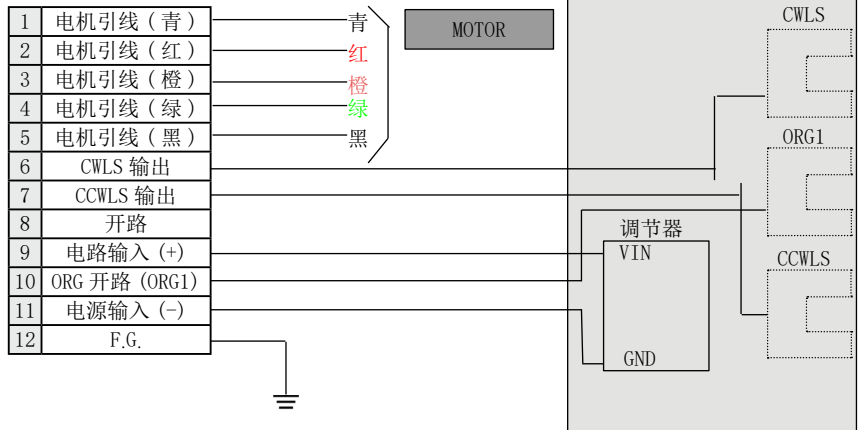 1 电机引线（青） 青
2 电机引线（红） 红
3 电机引线（橙） 橙
4 电机引线（绿） 绿
5 电机引线（黑） 黑
6 CWLS 输出
7 CCWLS 输出
8 开路
9 电路输入 (+)
10 ORG 开路 (ORG1)
11 电源输入 (-)
12 F.G.
MOTOR
调节器
VIN
GND
CWLS
ORG1
CCWLS